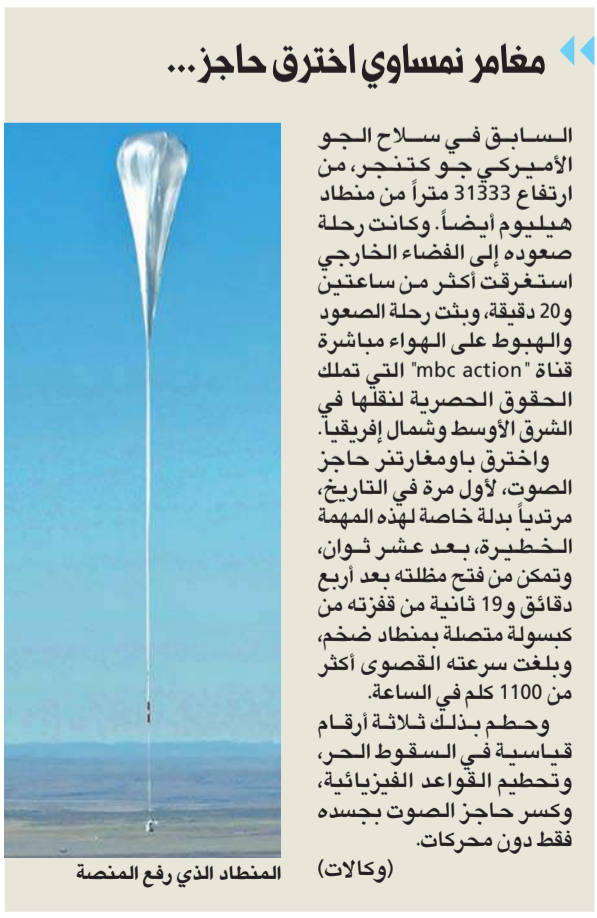 مغامر نمساوي اخترق حاجز...
السابق في سلاح الجو
الأميركي جو كتنجر، من
ارتفاع 31333 متراً من منطاد
هيليوم أيضاً. وكانت رحلة
صعوده إلى الفضاء الخارجي
استغرقت أكثر من ساعتين
و20 دقيقة، وبثت رحلة الصعود
والهبوط على الهواء مباشرة
قناة "mbc action" التي تملك
الحقوق الحصرية لنقلها في
الشرق الأوسط وشمال إفريقيا.
واخترق باومغارتنر حاجز
الصوت، لأول مرة في التاريخ،
مرتدياً بدلة خاصة لهذه المهمة
الخطيرة، بعد عشر ثوان،
وتمكن من فتح مظلته بعد أربع
دقائق و19 ثانية من قفزته من
كبسولة متصلة بمنطاد ضخم،
وبلغت سرعته القصوى أكثر
من 1100 كلم في الساعة.
وحطم بذلك ثلاثة أرقام
قياسية في السقوط الحر،
وتحطيم القواعد الفيزيائية،
وكسر حاجز الصوت بجسده
فقط دون محركات.
(وكالات)
المنطاد الذي رفع المنصة